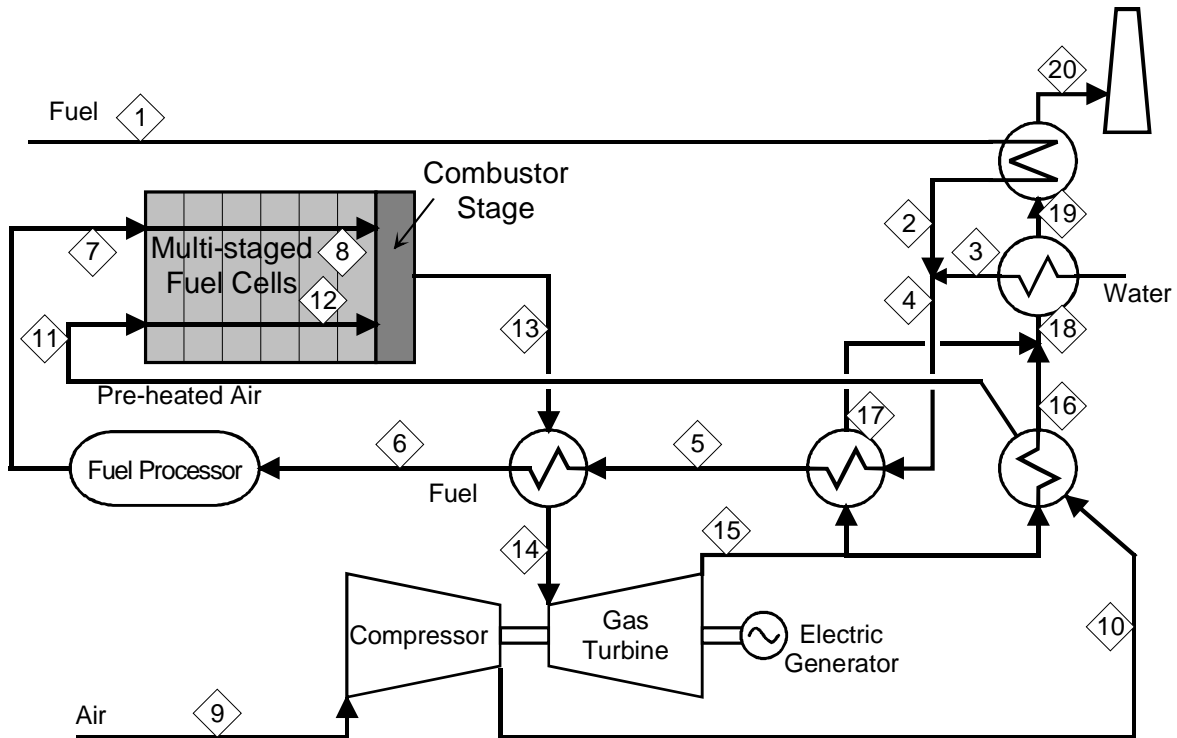 20
Fuel
1
Combustor
Stage
2
19
7
Multi-staged
Fuel Cells
8
3
Water
12
4
11
13
18
Pre-heated Air
16
17
6
5
Fuel Processor
Fuel
14
15
Gas
Turbine
Compressor
Electric
Generator
10
Air
9